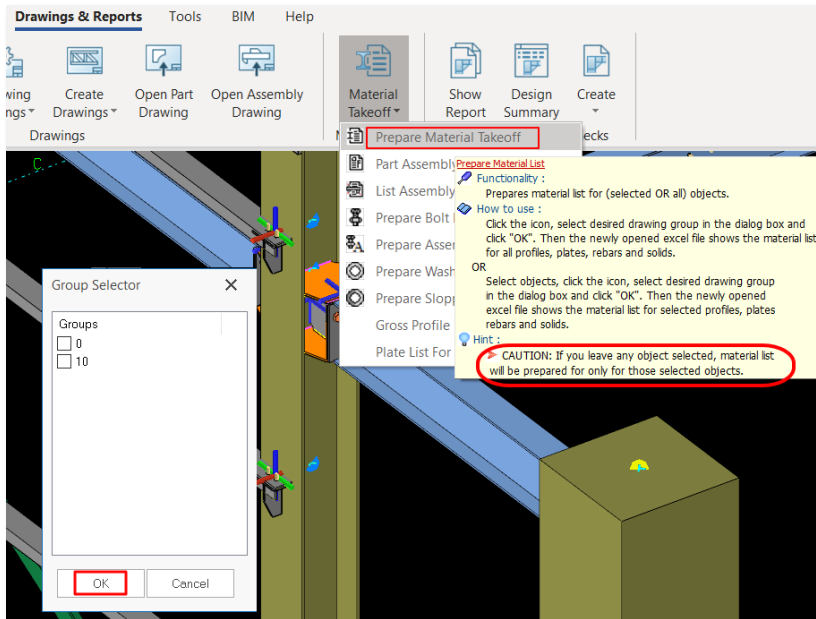 Drawings & Reports Tools BIM Help
Create Drawings
Open Part Drawing
Open Assembly Drawing
Material Takeoff
Show Report
Design Summary
Create
Drawings
Prepare Material Takeoff
Part Assembly
List Assembly
Prepare Bolt
Prepare
Prepare
Prepare
Gross Profile
Plate List For
Prepare Material List
Functionality :
Prepares material list for (selected OR all) objects.
How to use :
Click the icon, select desired drawing group in the dialog box and
click "OK". Then the newly opened excel file shows the material list
for all profiles, plates, rebars and solids.
OR
Select objects, click the icon, select desired drawing group
in the dialog box and click "OK". Then the newly opened
excel file shows the material list for selected profiles, plates
rebars and solids.
Hint :
CAUTION: If you leave any object selected, material list
will be prepared for only for those selected objects.
C
Group Selector
Groups
0
10
OK Cancel